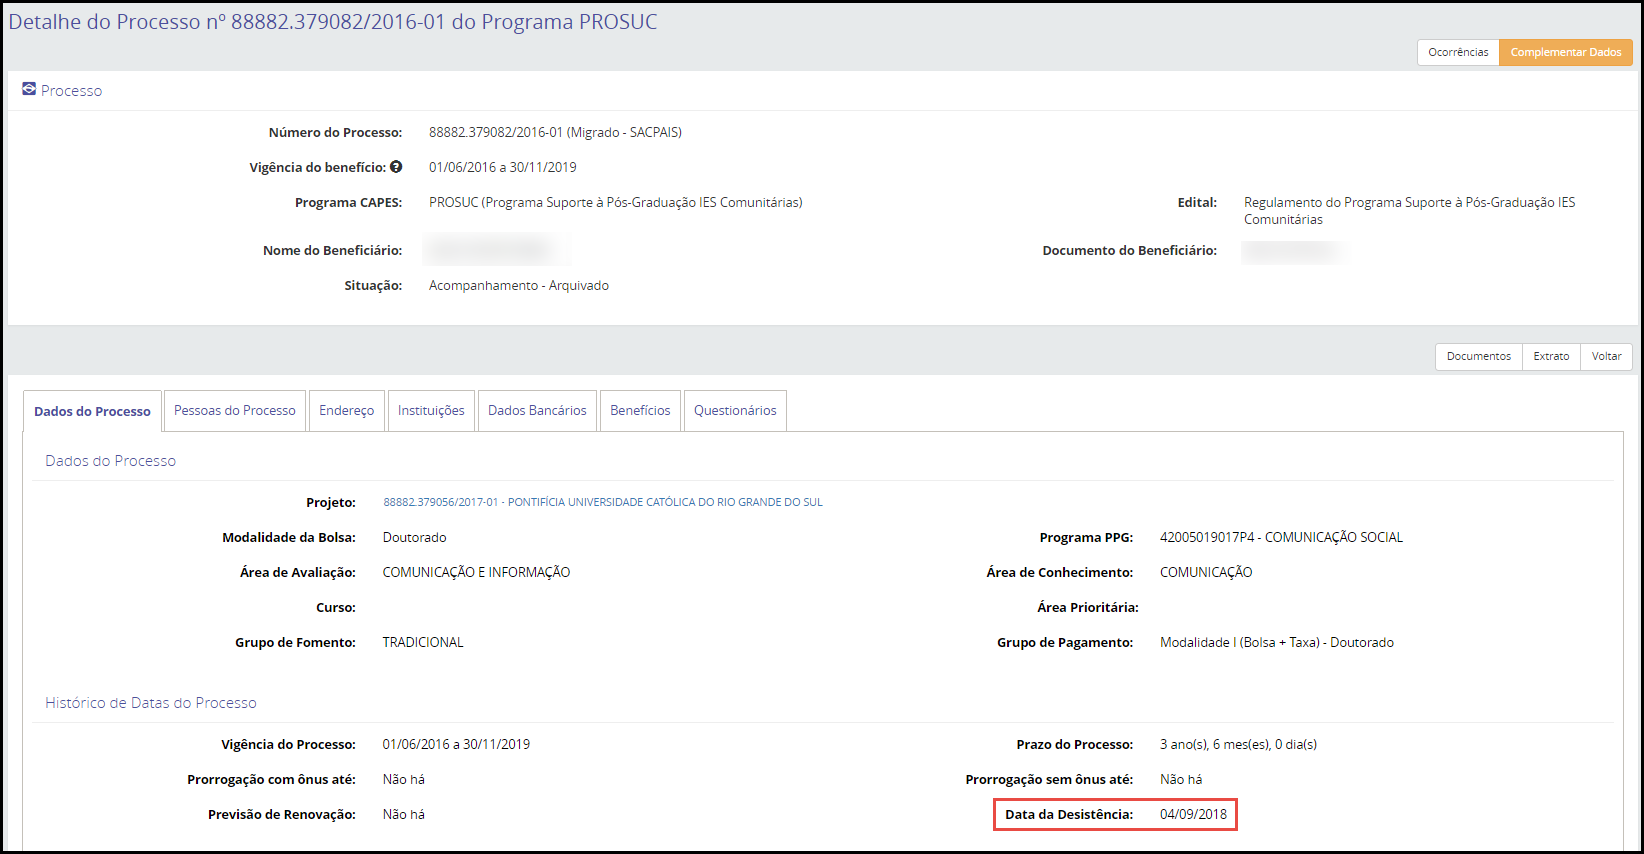 Detalhe do Processo nº 88882.379082/2016-01 do Programa PROSUC
Ocorrências Complementar Dados
Processo
Número do Processo: 88882.379082/2016-01 (Migrado - SACPAIS)
Vigência do benefício: 01/06/2016 a 30/11/2019
Programa CAPES: PROSUC (Programa Suporte à Pós-Graduação IES Comunitárias) Edital: Regulamento do Programa Suporte à Pós-Graduação IES
Comunitárias
Nome do Beneficiário: Documento do Beneficiário:
Situação: Acompanhamento - Arquivado
Documentos Extrato Voltar
Dados do Processo Pessoas do Processo Endereço Instituições Dados Bancários Benefícios Questionários
Dados do Processo
Projeto: 88882.379056/2017-01 - PONTIFÍCIA UNIVERSIDADE CATÓLICA DO RIO GRANDE DO SUL
Modalidade da Bolsa: Doutorado Programa PPG: 42005019017P4 - COMUNICAÇÃO SOCIAL
Área de Avaliação: COMUNICAÇÃO E INFORMAÇÃO Área de Conhecimento: COMUNICAÇÃO
Curso: Área Prioritária:
Grupo de Fomento: TRADICIONAL Grupo de Pagamento: Modalidade I (Bolsa + Taxa) - Doutorado
Histórico de Datas do Processo
Vigência do Processo: 01/06/2016 a 30/11/2019 Prazo do Processo: 3 ano(s), 6 mes(es), 0 dia(s)
Prorrogação com ônus até: Não há Prorrogação sem ônus até: Não há
Previsão de Renovação: Não há Data da Desistência: 04/09/2018